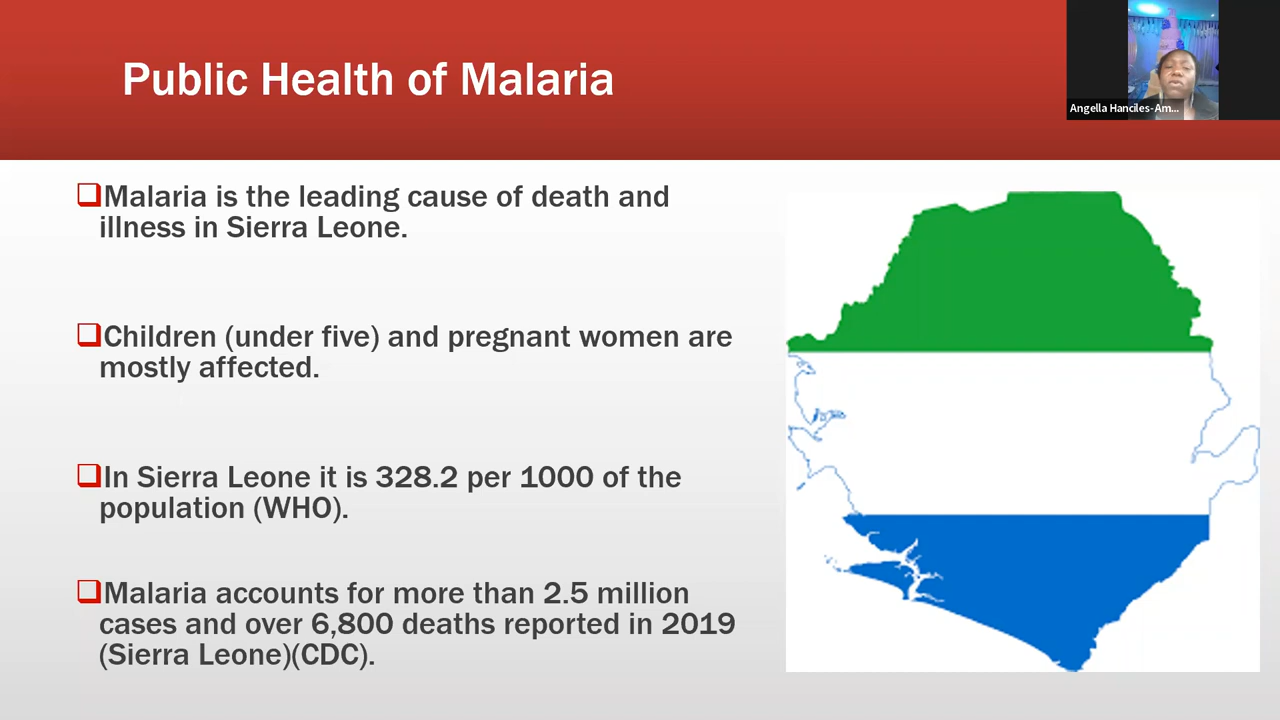 Public Health of Malaria
Angella Hanciles-Am...
Malaria is the leading cause of death and
illness in Sierra Leone.
Children (under five) and pregnant women are
mostly affected.
In Sierra Leone it is 328.2 per 1000 of the
population (WHO).
Malaria accounts for more than 2.5 million
cases and over 6,800 deaths reported in 2019
(Sierra Leone)(CDC).